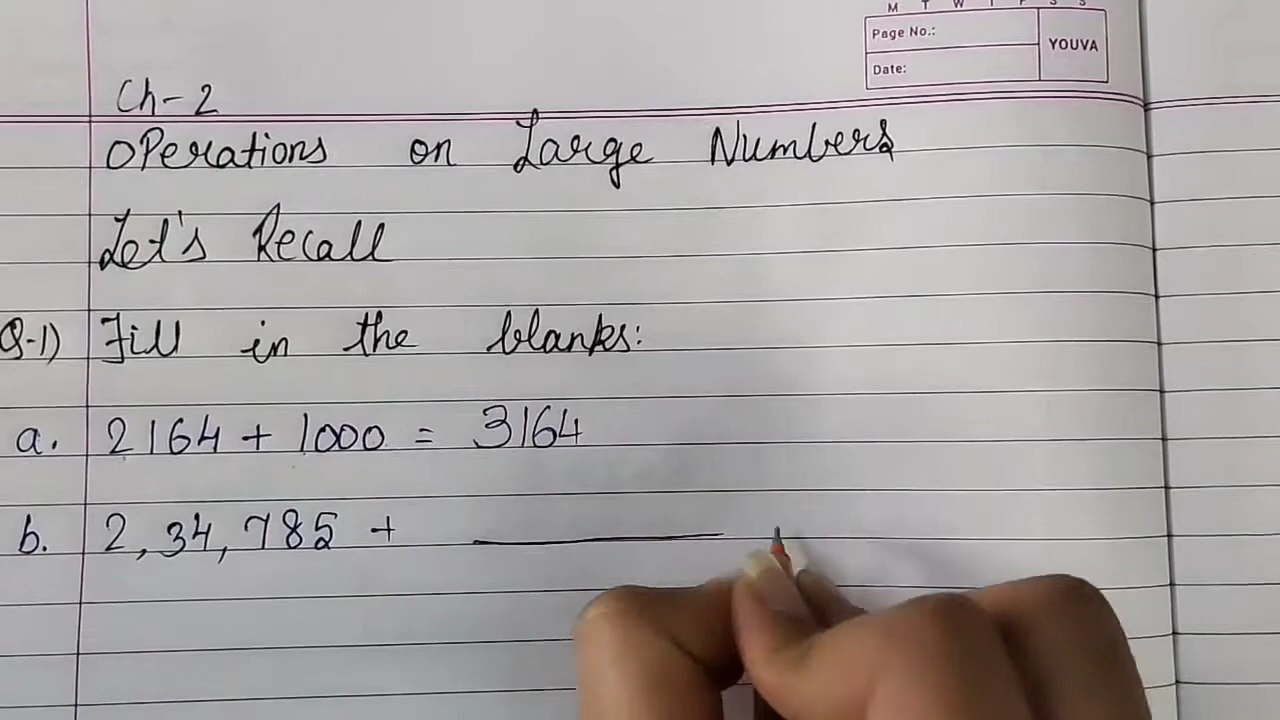 M T W T F S S
Page No.:
YOUVA
Date:
Ch-2
Operations on Large Numbers
Let's Recall
Q-1) Fill in the blanks:
a. 2164 + 1000 = 3164
b. 2,34,785 + ______